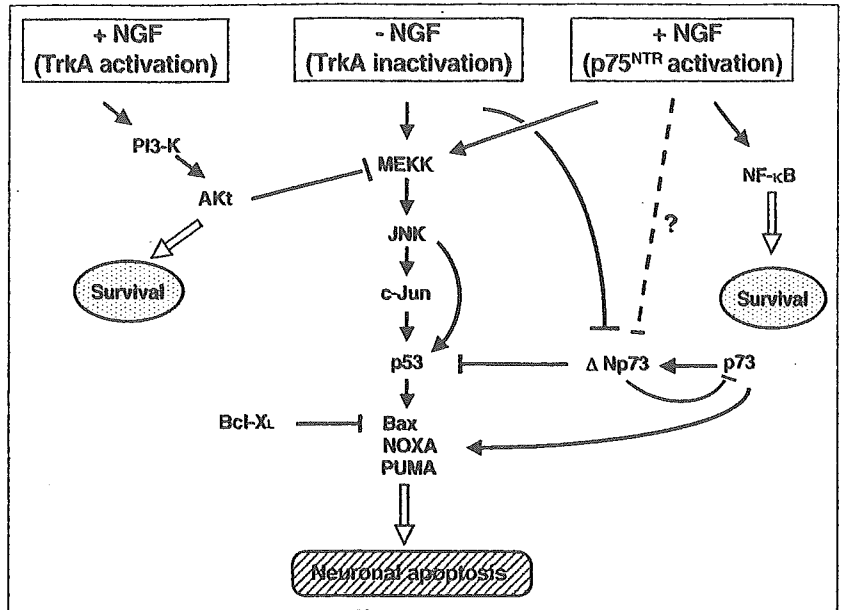 + NGF
(TrkA activation)
- NGF
(TrkA inactivation)
+ NGF
(p75NTR activation)
PI3-K
AKt
Survival
MEKK
JNK
c-Jun
p53
Bcl-XL
Bax
NOXA
PUMA
Neuronal apoptosis
?
Δ Np73
p73
NF-κB
Survival